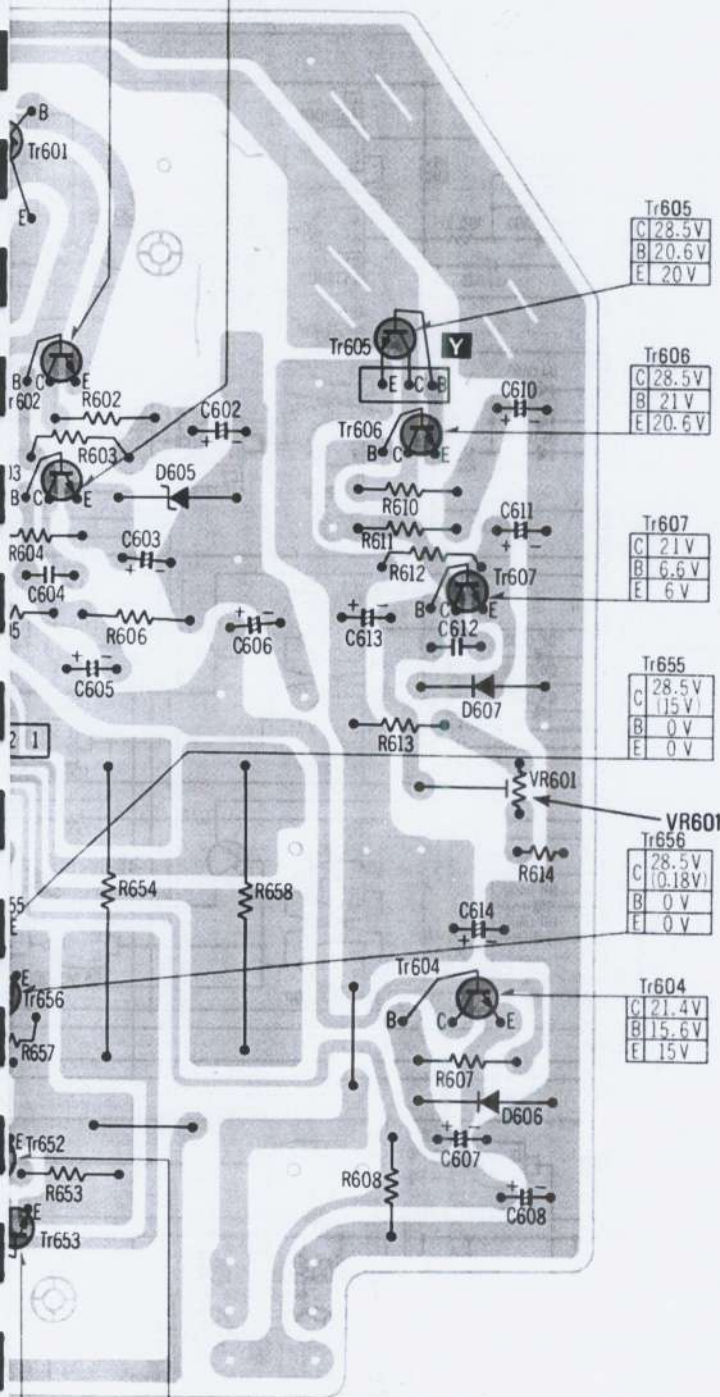 B
Tr601
E
Tr605
C 28.5V
B 20.6V
E 20V
Tr605
Y
E C B
Tr606
C 28.5V
B 21V
E 20.6V
B C E
R602
C602
+ -
C610
+ -
Tr606
B C E
R603
B C E
D605
R610
C611
+ -
R611
Tr607
C 21V
B 6.6V
E 6V
R604
C603
+ -
R612
Tr607
C604
B E
R606
+ -
C606
+ -
C613
C612
+ -
C605
Tr655
C 28.5V (15V)
B 0V
E 0V
D607
R613
2 1
VR601
VR601
Tr656
C 28.5V (0.18V)
B 0V
E 0V
R614
R654
R658
E
C614
+ -
Tr604
E
Tr656
B C E
Tr604
C 21.4V
B 15.6V
E 15V
R657
R607
D606
E
Tr652
+ -
C607
R653
R608
+ -
C608
E
Tr653